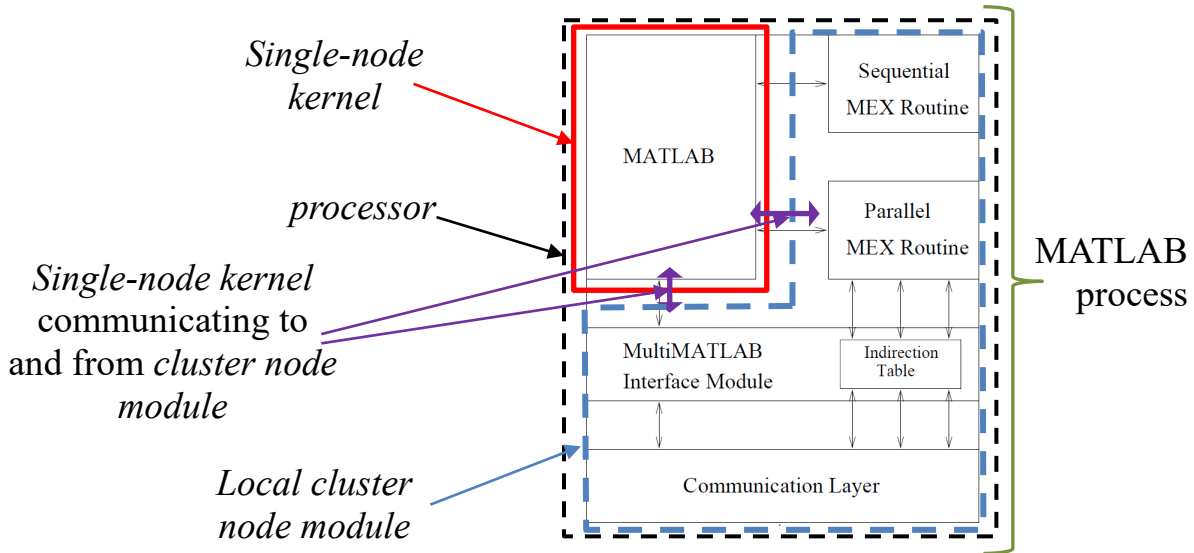 Single-node
kernel
processor
Single-node kernel
communicating to
and from cluster node
module
Local cluster
node module
MATLAB
Sequential
MEX Routine
Parallel
MEX Routine
MultiMATLAB
Interface Module
Indirection
Table
Communication Layer
MATLAB
process